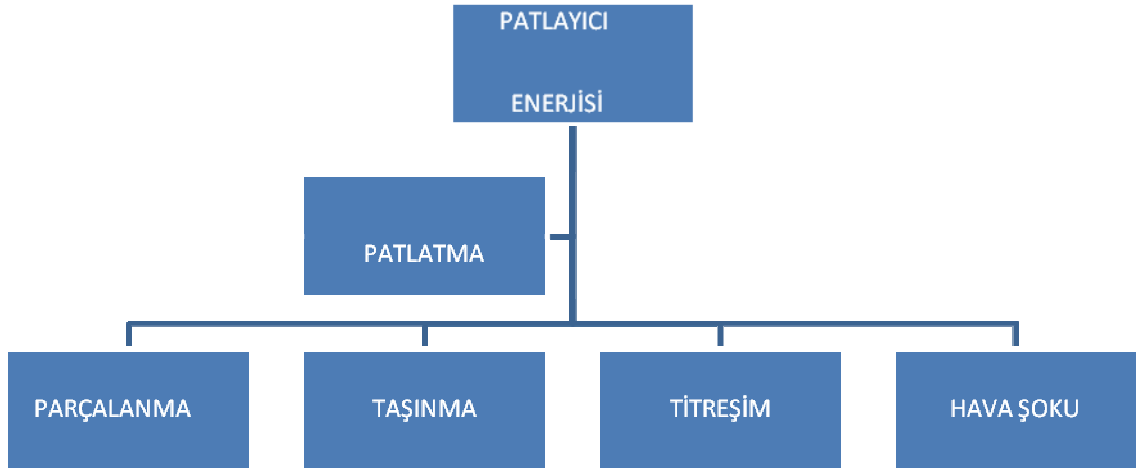 PATLAYICI
ENERJİSİ
PATLATMA
PARÇALANMA
TAŞINMA
TİTREŞİM
HAVA ŞOKU